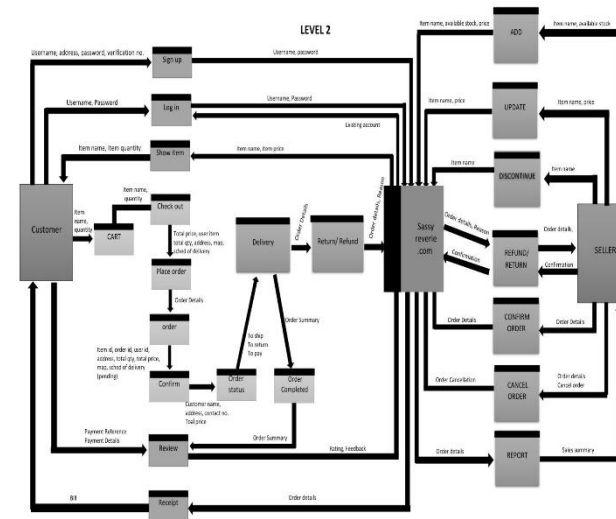 LEVEL 2
Username, address, password, verification no.
Sign up
Username, password
Username, Password
Log in
Username, Password
Existing account
Item name, item quantity
Show item
Item name, item price
Customer
Item
name,
quantity
CART
Item name,
quantity
Check out
Total price, user item
total qty, address, map,
sched of delivery
Place order
Order Details
order
Item id, order id, user id,
address, total qty, total price,
map, sched of delivery
(pending)
Confirm
Customer name,
address, contact no.
Toal price
Order
status
To ship
To return
To pay
Delivery
Order Details
Return/ Refund
Order details, Reason
Order Summary
Order
Completed
Order Summary
Payment Reference
Payment Details
Review
Rating, Feedback
Bill
Receipt
Order details
Sassy
reverie
.com
Item name, available stock, price
ADD
Item name, available stock
Item name, price
UPDATE
Item name, price
Item name
DISCONTINUE
Item name
Order details, Reason
Confirmation
REFUND/
RETURN
Order details,
Confirmation
SELLER
Order Details
CONFIRM
ORDER
Order Details
Order Cancellation
CANCEL
ORDER
Order details
Cancel order
Order details
REPORT
Sales summary